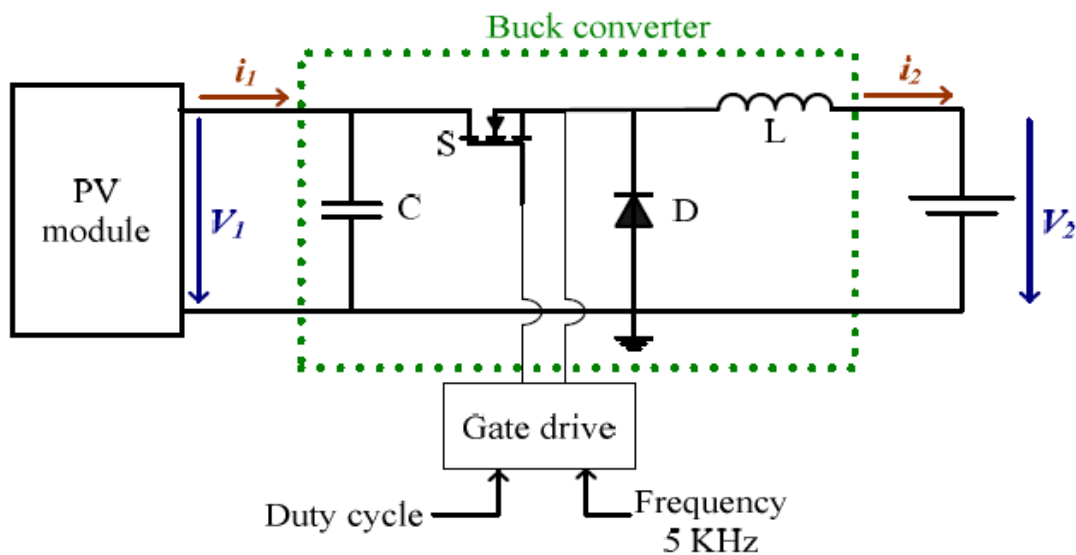 Buck converter
i1
i2
PV
module
V1
S
C
D
L
V2
Gate drive
Duty cycle
Frequency
5 KHz